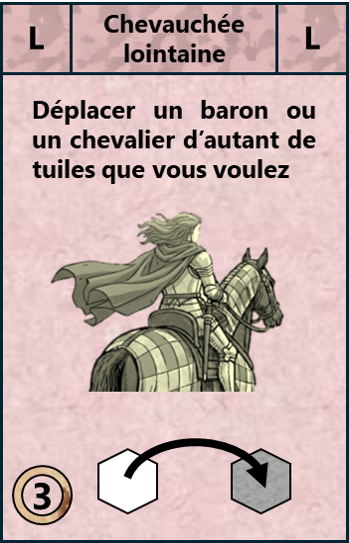 L
Chevauchée
lointaine
L
Déplacer un baron ou
un chevalier d’autant de
tuiles que vous voulez
3